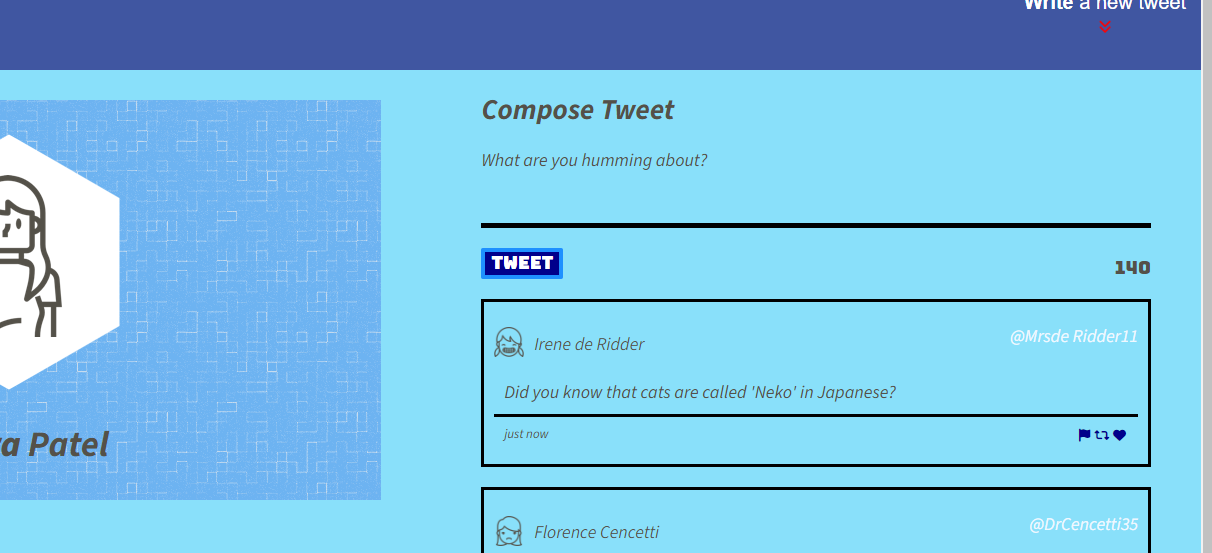 Write a new tweet
Compose Tweet
What are you humming about?
TWEET
140
Irene de Ridder
@Mrsde Ridder11
Did you know that cats are called 'Neko' in Japanese?
just now
Patel
Florence Cencetti
@DrCencetti35